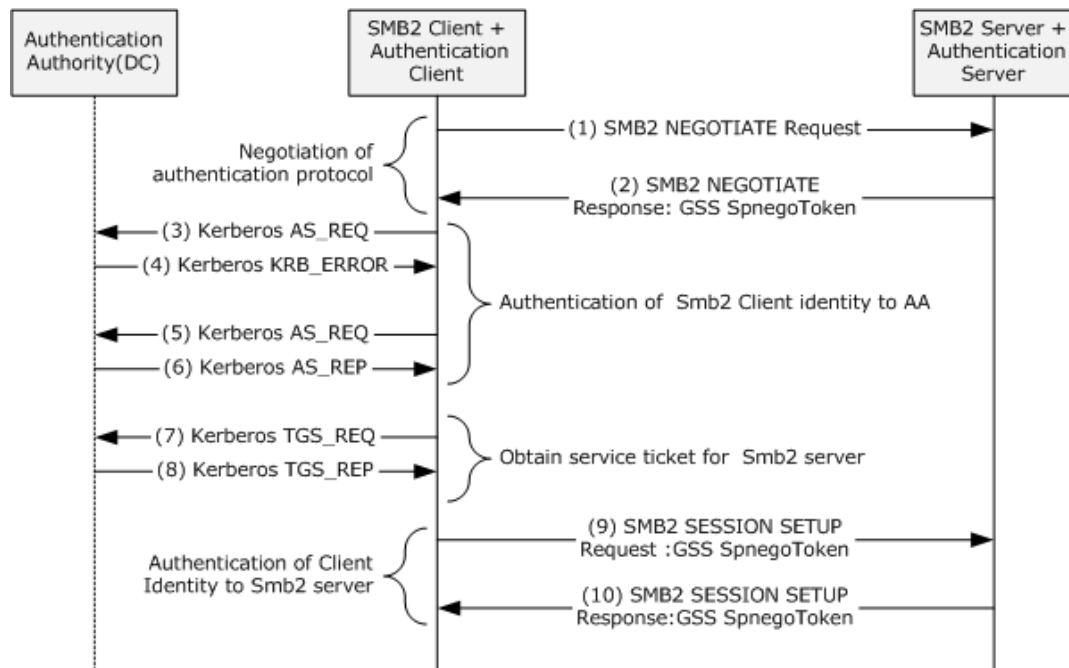 Authentication
Authority(DC)
SMB2 Client +
Authentication
Client
SMB2 Server +
Authentication
Server
(1) SMB2 NEGOTIATE Request
Negotiation of
authentication protocol
(2) SMB2 NEGOTIATE
Response: GSS SpnegoToken
(3) Kerberos AS_REQ
(4) Kerberos KRB_ERROR
Authentication of Smb2 Client identity to AA
(5) Kerberos AS_REQ
(6) Kerberos AS_REP
(7) Kerberos TGS_REQ
Obtain service ticket for Smb2 server
(8) Kerberos TGS_REP
(9) SMB2 SESSION SETUP
Request :GSS SpnegoToken
Authentication of Client
Identity to Smb2 server
(10) SMB2 SESSION SETUP
Response:GSS SpnegoToken